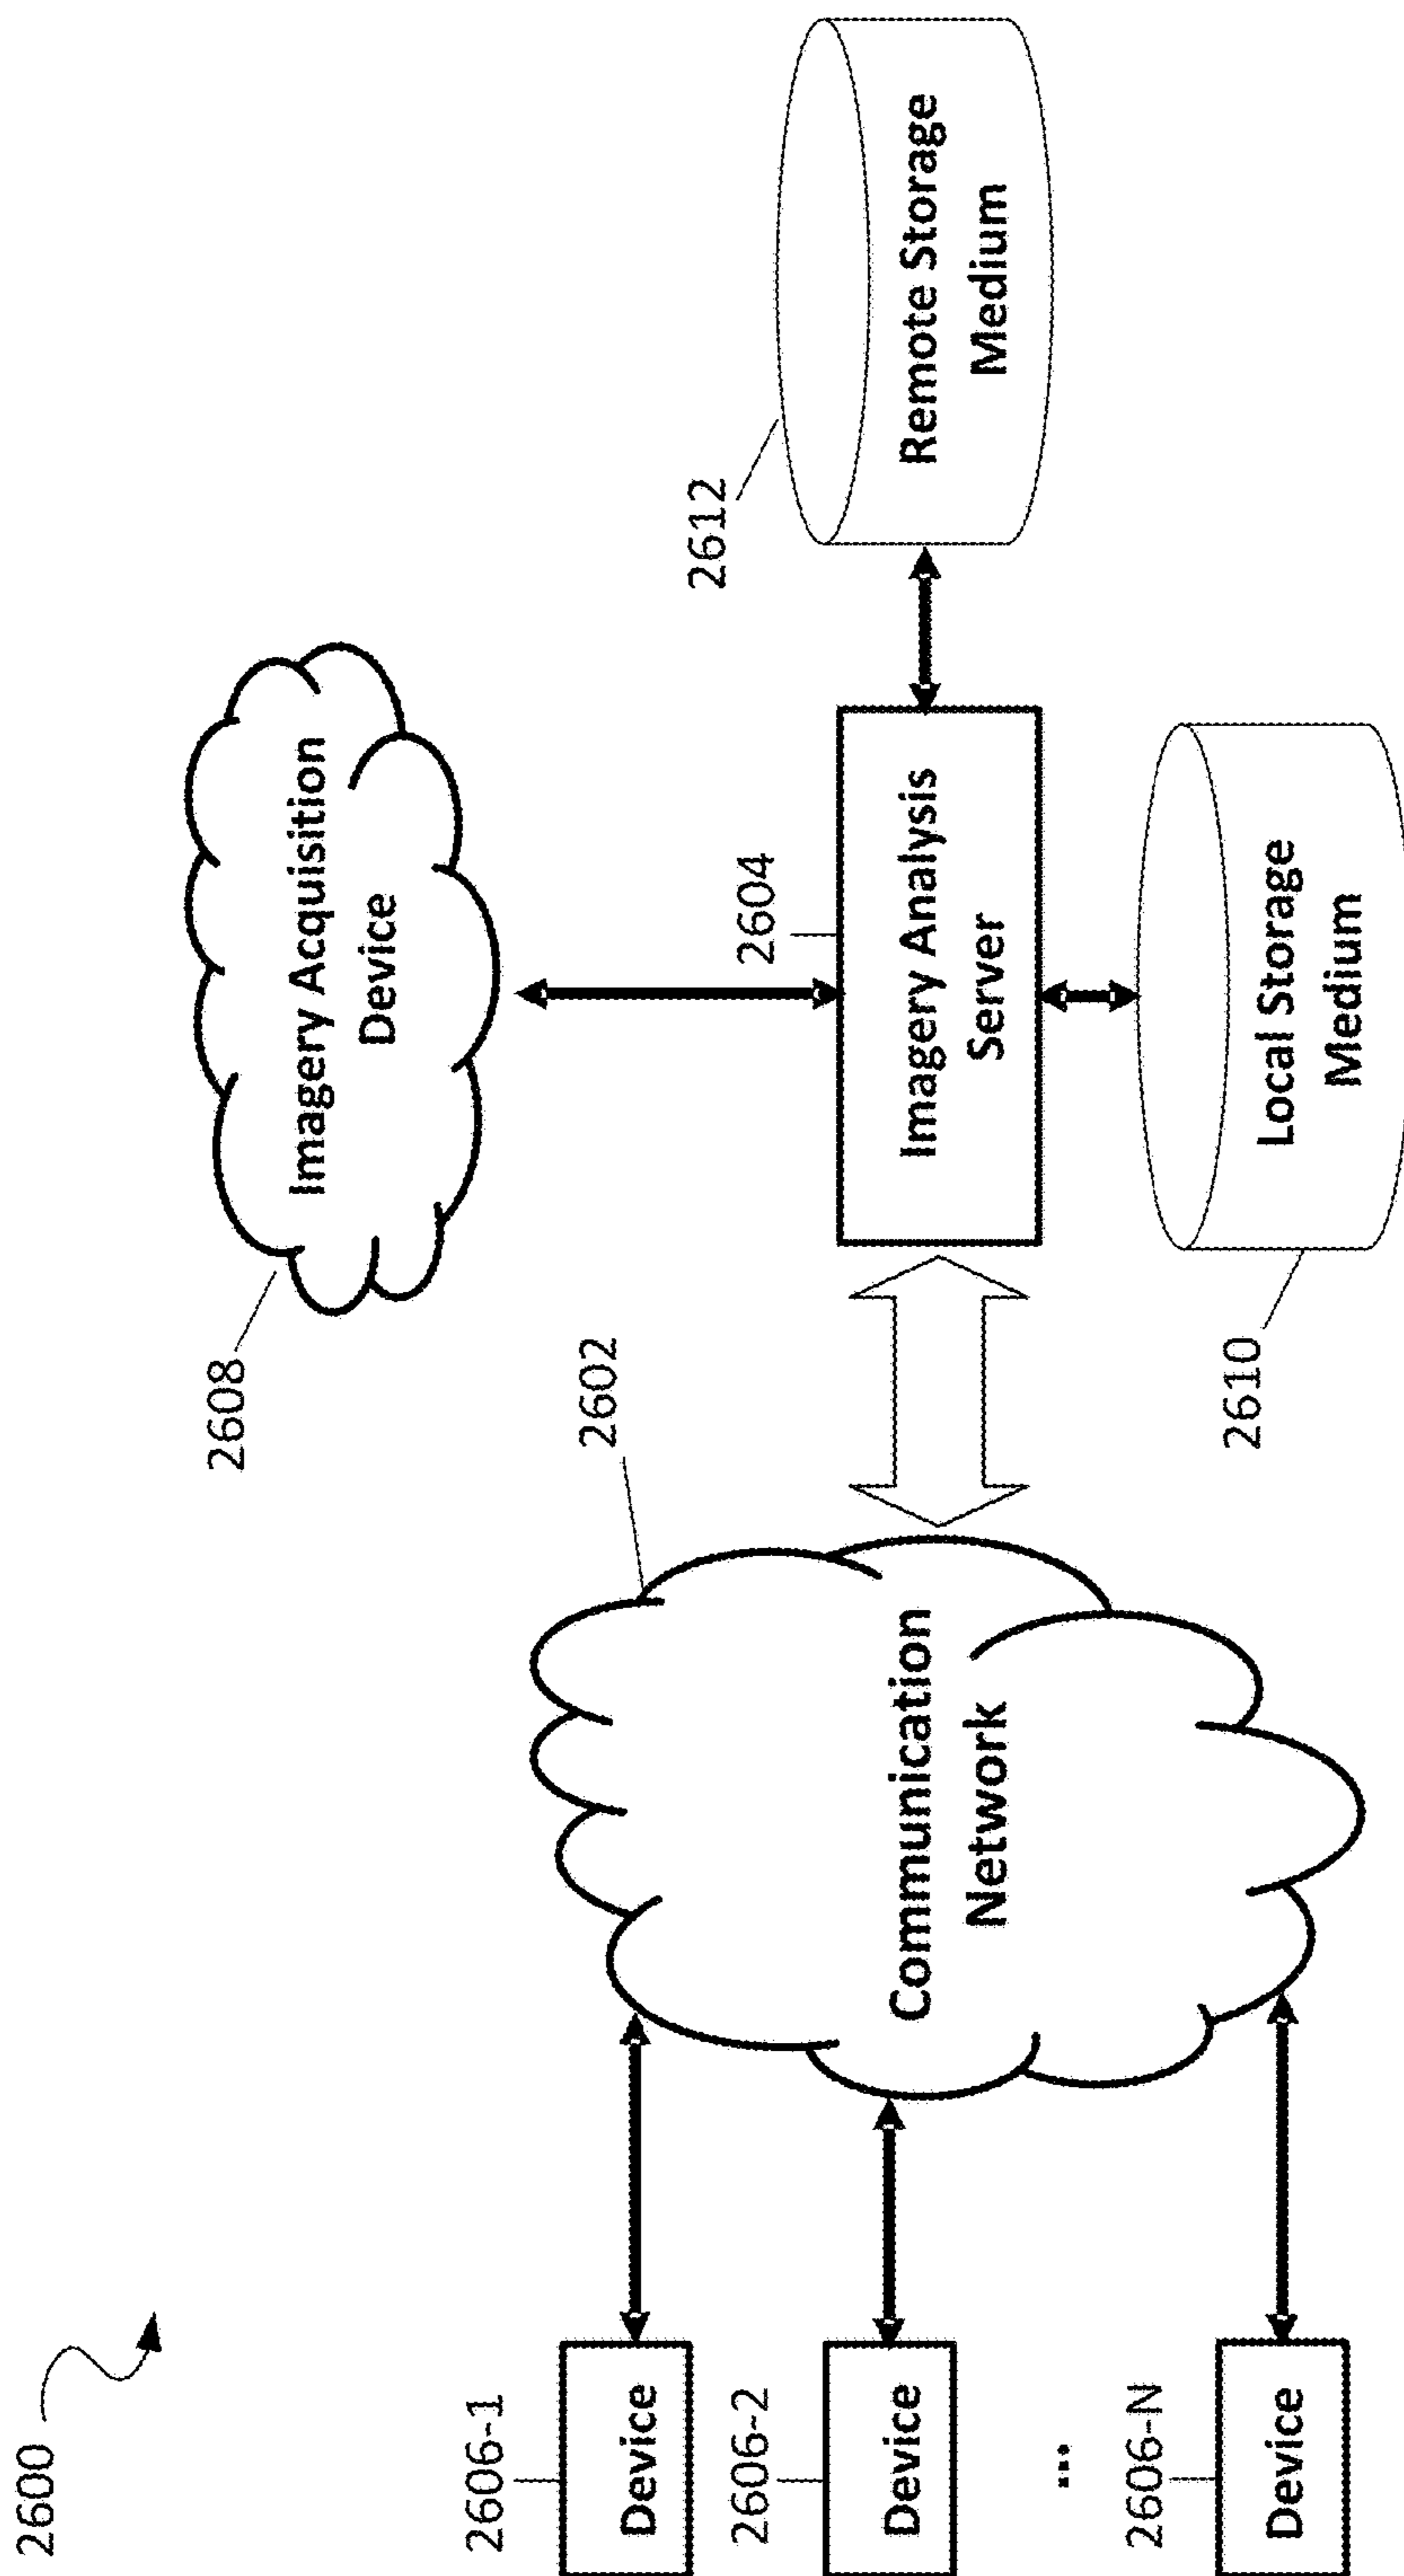 2600
2608
Imagery Acquisition
Device
2602
2606-1
Device
2612
2604
Communication
Network
Imagery Analysis
Server
Remote Storage
Medium
2606-2
Device
...
2606-N
Device
2610
Local Storage
Medium